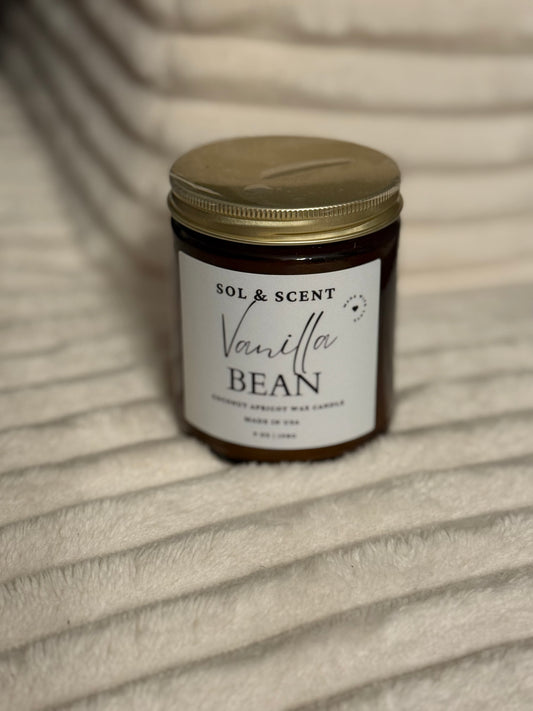 SOL & SCENT
Vanilla
BEAN
COCONUT APRICOT WAX CANDLE
MADE IN USA